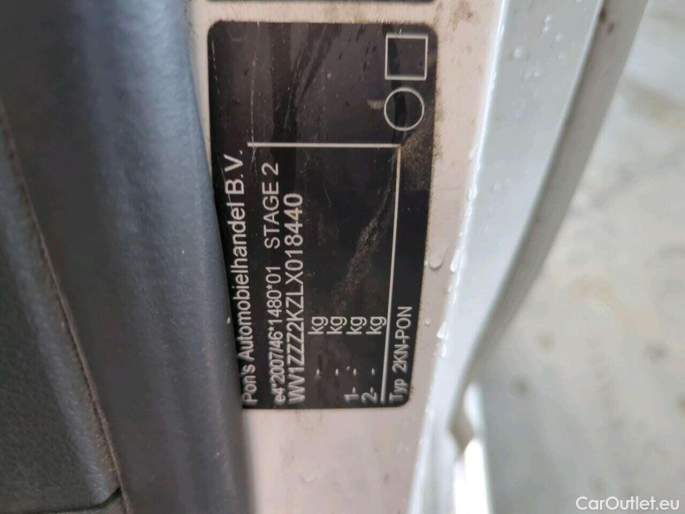 Pon's Automobielhandel B.V.
e4*2007/46*1480*01 STAGE 2
WV1ZZZ2KZLX018440
- kg
- kg
1- - kg
2- - kg
Typ 2KN-PON
CarOutlet.eu